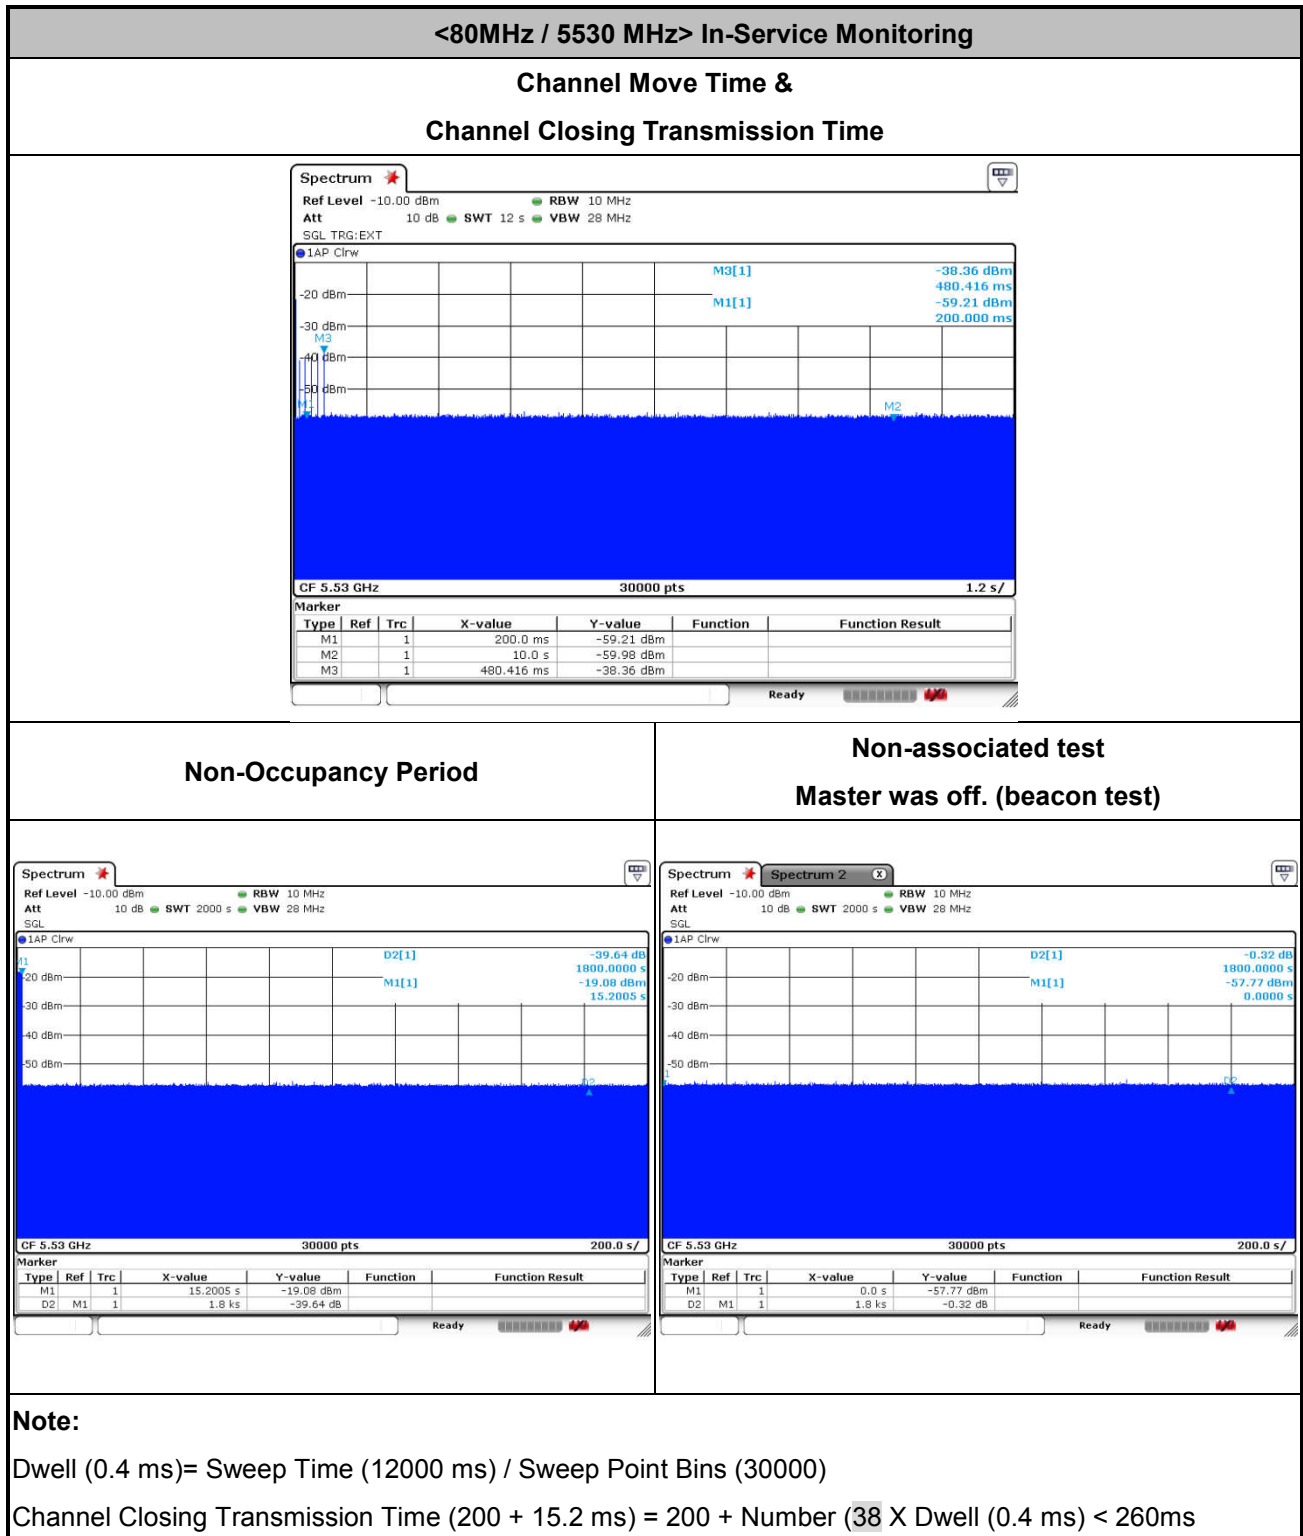 <80MHz / 5530 MHz> In-Service Monitoring
Channel Move Time &
Channel Closing Transmission Time
Spectrum
Ref Level -10.00 dBm RBW 10 MHz
Att 10 dB SWT 12 s VBW 28 MHz
SGL TRG:EXT
1AP Clrw
M3[1] -38.36 dBm
480.416 ms
-20 dBm
M1[1] -59.21 dBm
200.000 ms
-30 dBm
M3
-40 dBm
-50 dBm
M1
M2
CF 5.53 GHz 30000 pts 1.2 s/
Marker
Type Ref Trc X-value Y-value Function Function Result
M1 1 200.0 ms -59.21 dBm
M2 1 10.0 s -59.98 dBm
M3 1 480.416 ms -38.36 dBm
Ready
Non-Occupancy Period
Spectrum
Ref Level -10.00 dBm RBW 10 MHz
Att 10 dB SWT 2000 s VBW 28 MHz
SGL
1AP Clrw
D2[1] -39.64 dB
1800.0000 s
M1
-20 dBm
M1[1] -19.08 dBm
15.2005 s
-30 dBm
-40 dBm
-50 dBm
D2
CF 5.53 GHz 30000 pts 200.0 s/
Marker
Type Ref Trc X-value Y-value Function Function Result
M1 1 15.2005 s -19.08 dBm
D2 M1 1 1.8 ks -39.64 dB
Ready
Non-associated test
Master was off. (beacon test)
Spectrum Spectrum 2 X
Ref Level -10.00 dBm RBW 10 MHz
Att 10 dB SWT 2000 s VBW 28 MHz
SGL
1AP Clrw
D2[1] -0.32 dB
1800.0000 s
-20 dBm
M1[1] -57.77 dBm
0.0000 s
-30 dBm
-40 dBm
-50 dBm
1
D2
CF 5.53 GHz 30000 pts 200.0 s/
Marker
Type Ref Trc X-value Y-value Function Function Result
M1 1 0.0 s -57.77 dBm
D2 M1 1 1.8 ks -0.32 dB
Ready
Note:
Dwell (0.4 ms)= Sweep Time (12000 ms) / Sweep Point Bins (30000)
Channel Closing Transmission Time (200 + 15.2 ms) = 200 + Number (38 X Dwell (0.4 ms) < 260ms